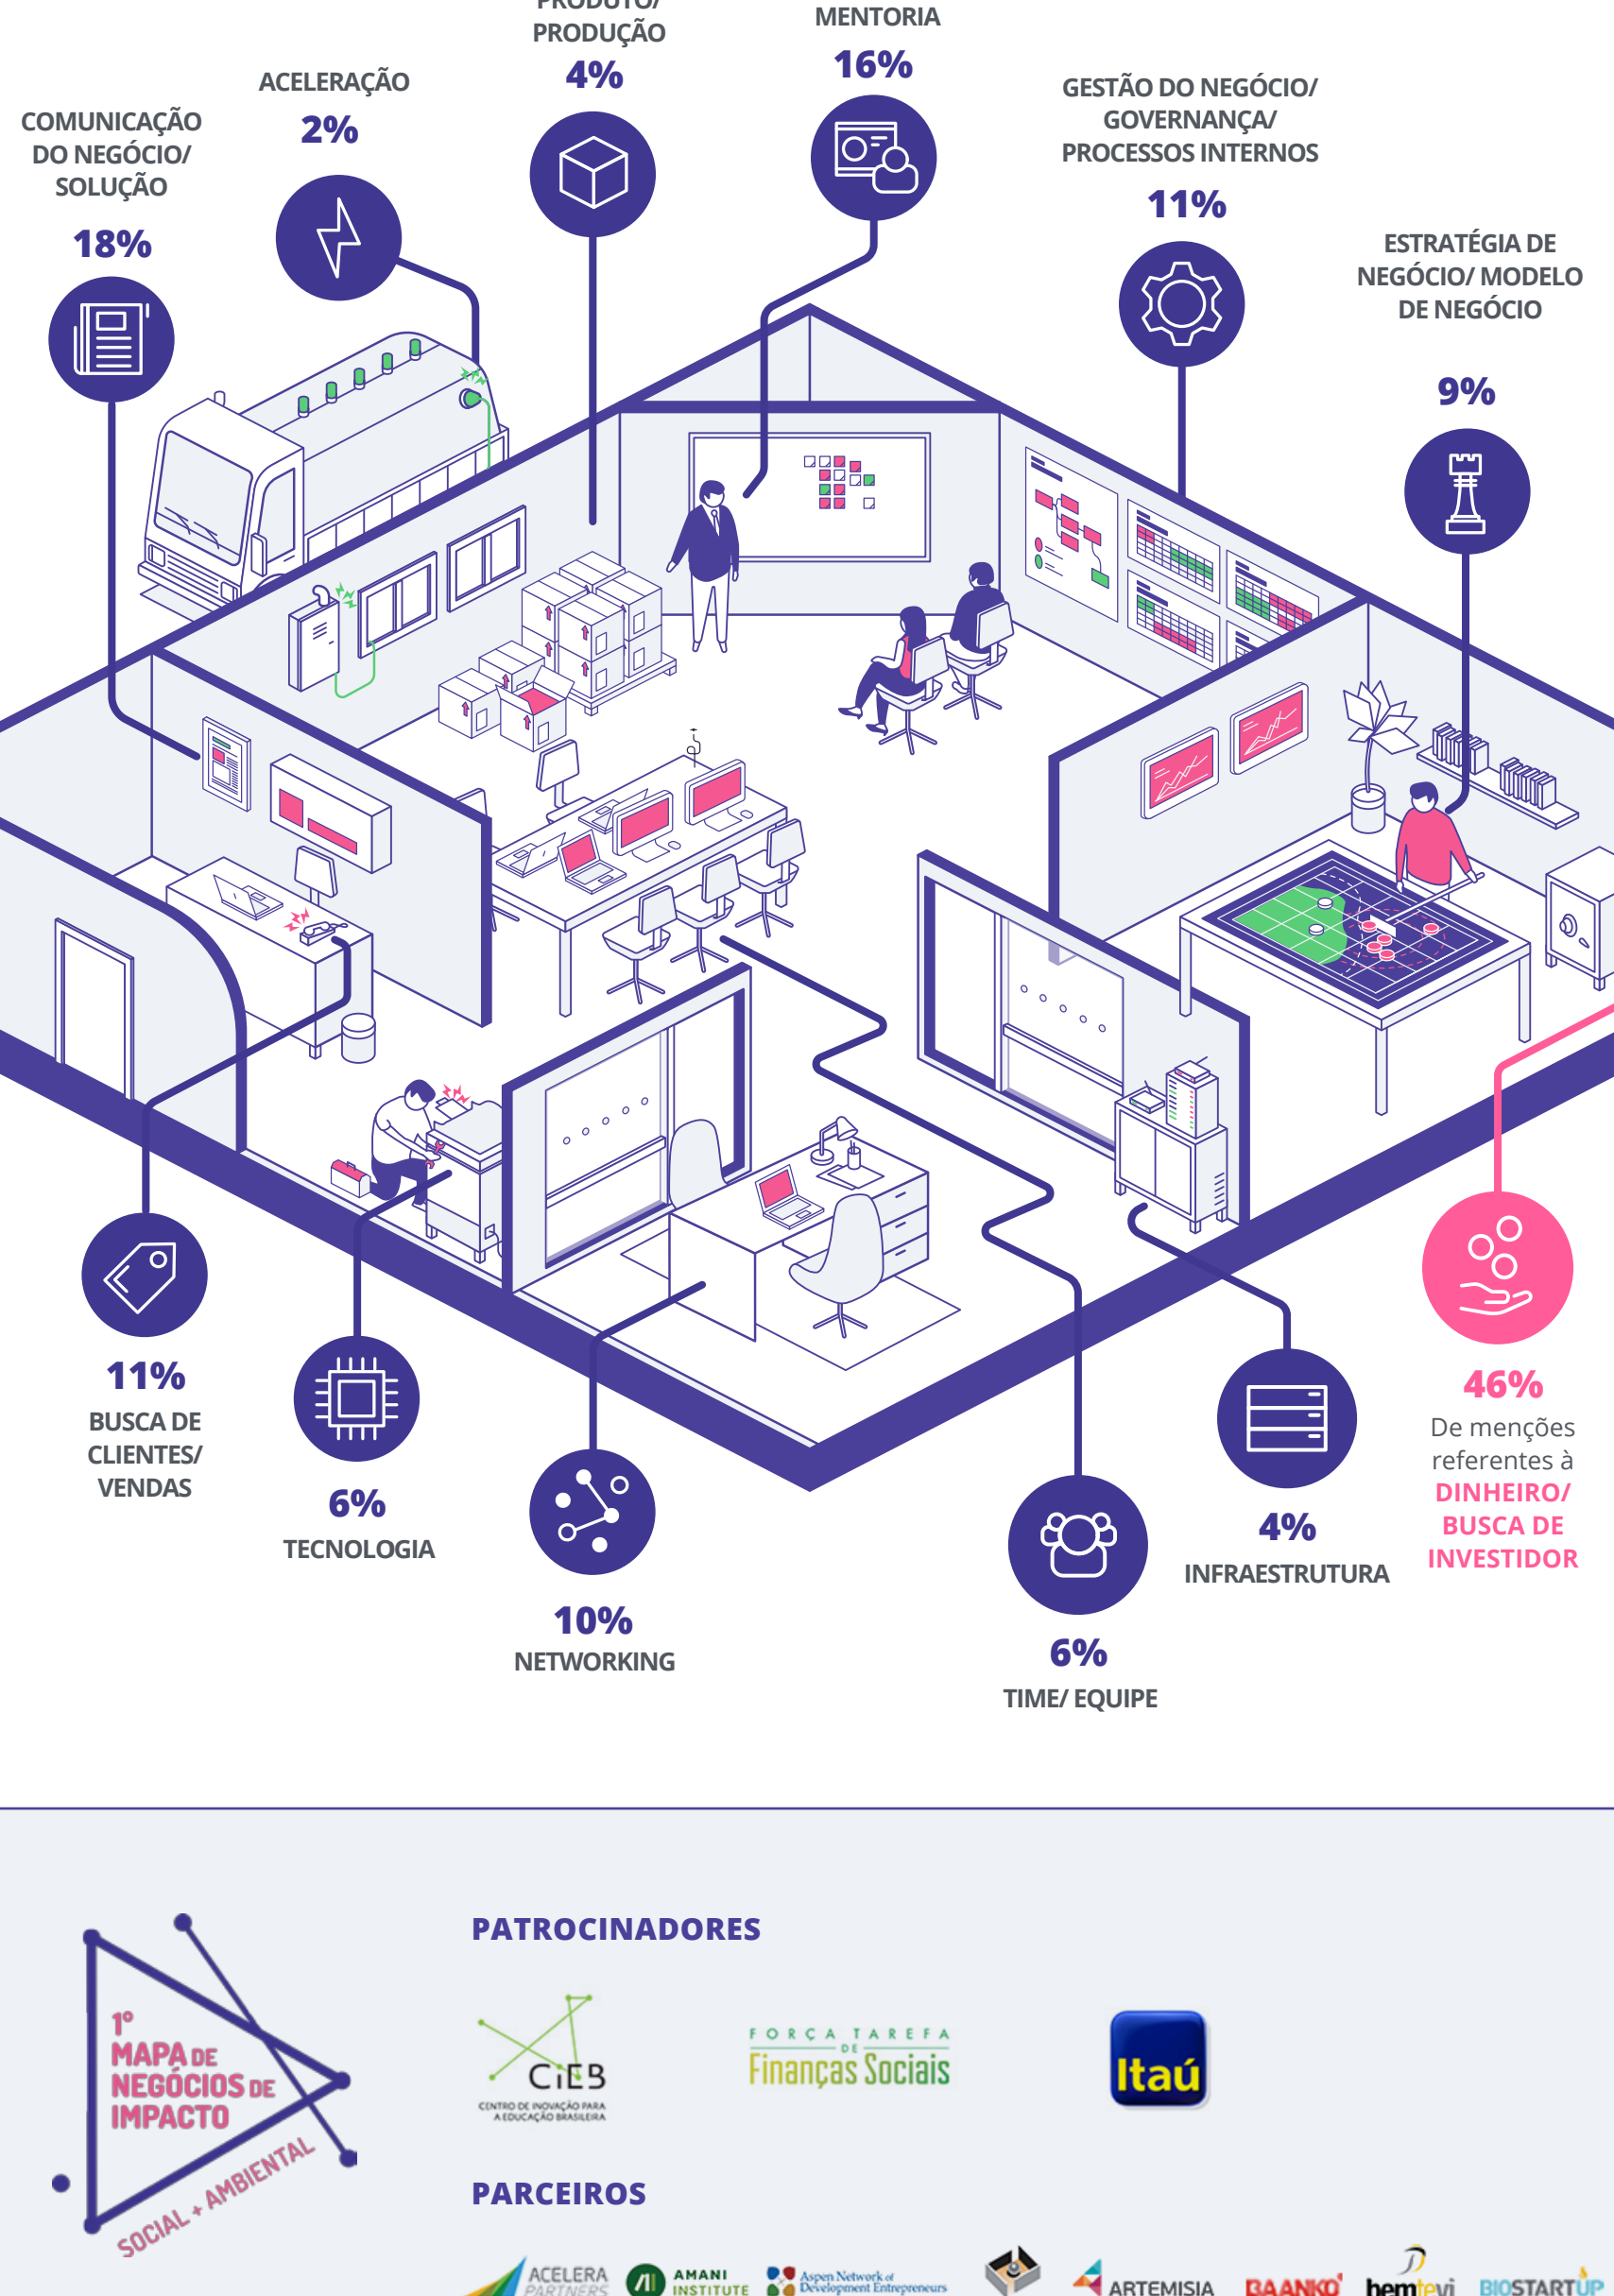 PRODUTO/
PRODUÇÃO
4%
MENTORIA
16%
ACELERAÇÃO
2%
GESTÃO DO NEGÓCIO/
GOVERNANÇA/
PROCESSOS INTERNOS
11%
COMUNICAÇÃO
DO NEGÓCIO/
SOLUÇÃO
18%
ESTRATÉGIA DE
NEGÓCIO/ MODELO
DE NEGÓCIO
9%
11%
BUSCA DE
CLIENTES/
VENDAS
6%
TECNOLOGIA
10%
NETWORKING
6%
TIME/ EQUIPE
4%
INFRAESTRUTURA
46%
De menções
referentes à
DINHEIRO/
BUSCA DE
INVESTIDOR
1º
MAPA DE
NEGÓCIOS DE
IMPACTO
SOCIAL + AMBIENTAL
PATROCINADORES
CiEB
CENTRO DE INOVAÇÃO PARA
A EDUCAÇÃO BRASILEIRA
FORÇA TAREFA
DE
Finanças Sociais
Itaú
PARCEIROS
ACELERA
PARTNERS
AMANI
INSTITUTE
Aspen Network of
Development Entrepreneurs
ARTEMISIA
BAANKO
bemtevi
BIOSTARTUP